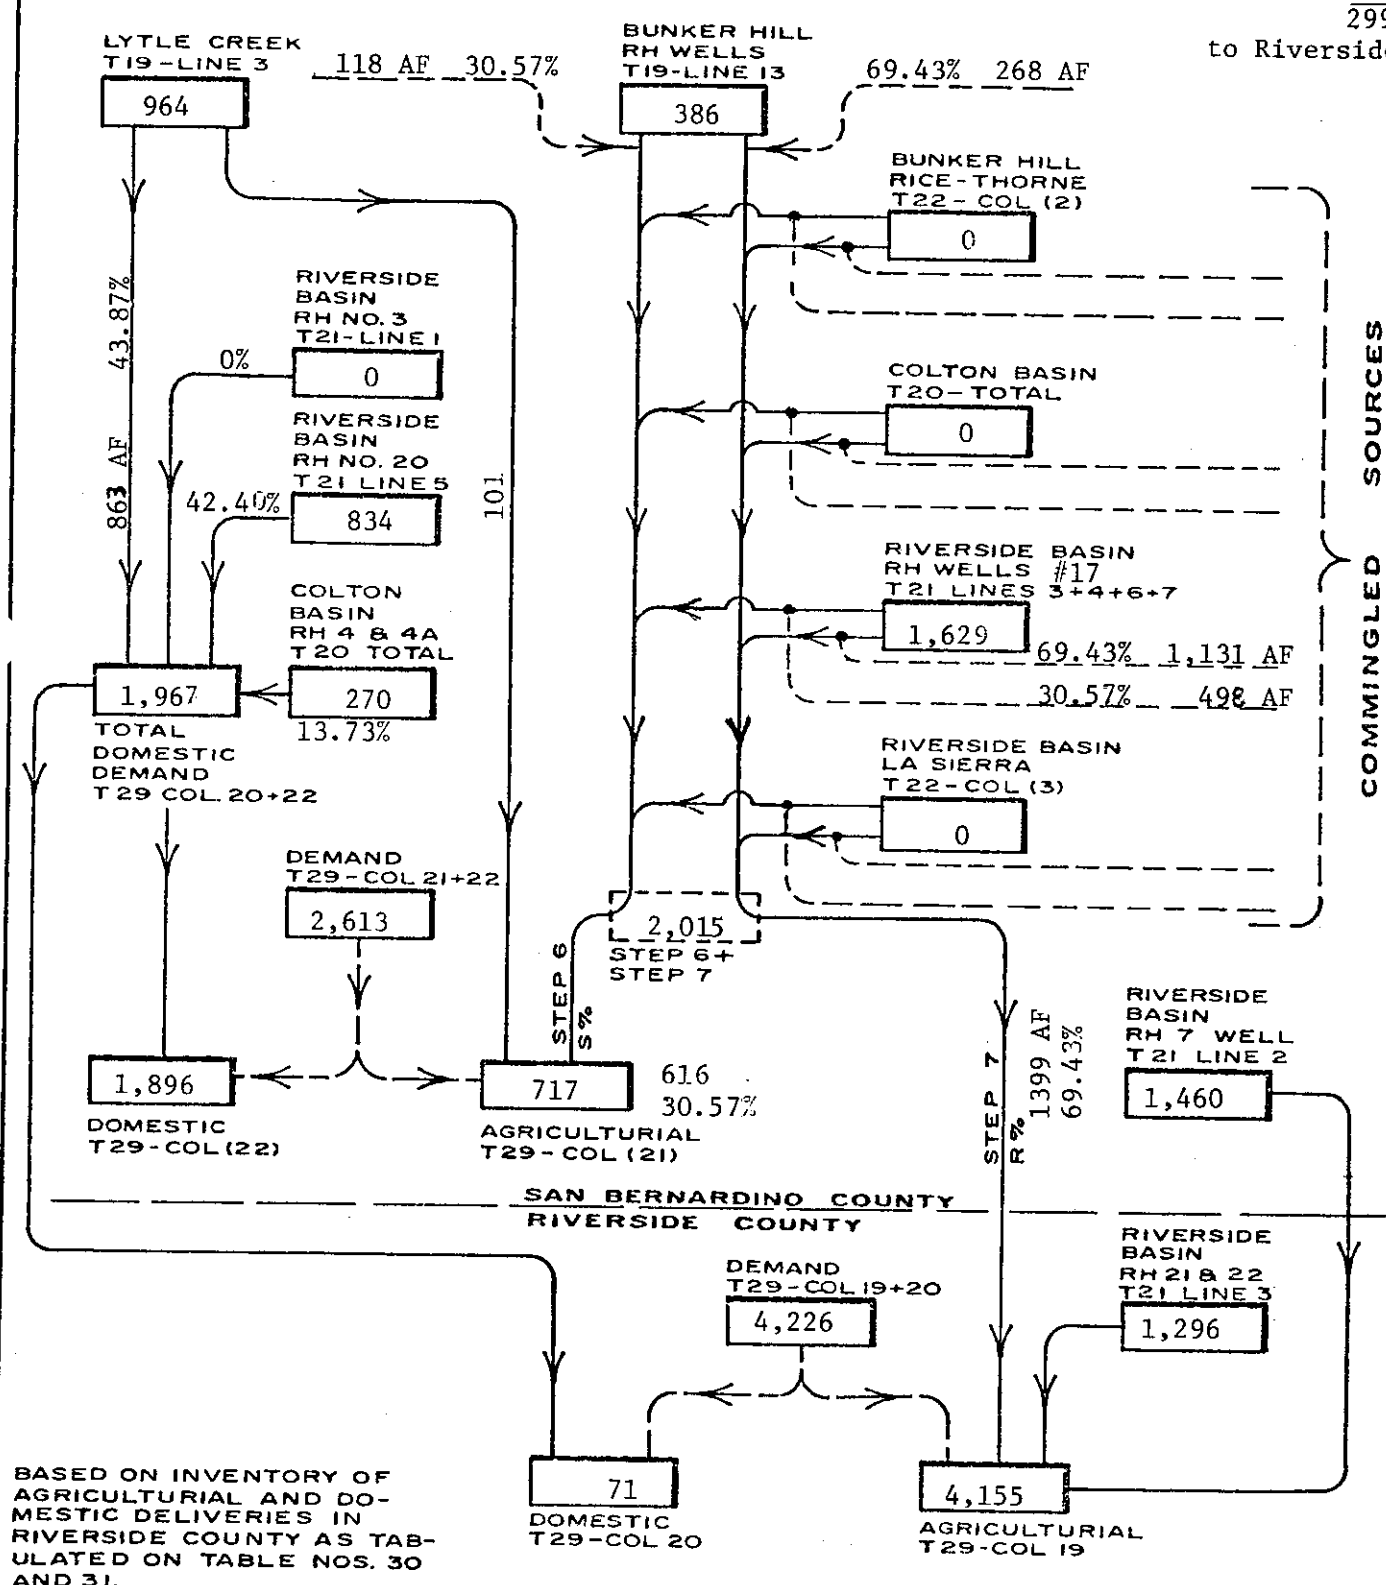 299
to Riverside
LYTLE CREEK
T19-LINE 3
964
118 AF 30.57%
BUNKER HILL
RH WELLS
T19-LINE 13
386
69.43% 268 AF
BUNKER HILL
RICE-THORNE
T22-COL (2)
0
43.87%
863 AF
RIVERSIDE
BASIN
RH NO. 3
T21-LINE 1
0%
0
RIVERSIDE
BASIN
RH NO. 20
T21 LINE 5
42.40%
834
101
COLTON BASIN
T20-TOTAL
0
COMMINGLED SOURCES
RIVERSIDE BASIN
RH WELLS #17
T21 LINES 3+4+6+7
1,629
69.43% 1,131 AF
30.57% 498 AF
COLTON
BASIN
RH 4 & 4A
T20 TOTAL
270
13.73%
1,967
TOTAL
DOMESTIC
DEMAND
T29 COL. 20+22
RIVERSIDE BASIN
LA SIERRA
T22-COL (3)
0
DEMAND
T29-COL 21+22
2,613
2,015
STEP 6+
STEP 7
STEP 6
S%
STEP 7
R%
1399 AF
69.43%
RIVERSIDE
BASIN
RH 7 WELL
T21 LINE 2
1,460
1,896
DOMESTIC
T29-COL (22)
717
616
30.57%
AGRICULTURIAL
T29-COL (21)
SAN BERNARDINO COUNTY
RIVERSIDE COUNTY
RIVERSIDE
BASIN
RH 21 & 22
T21 LINE 3
1,296
DEMAND
T29-COL 19+20
4,226
71
DOMESTIC
T29-COL 20
4,155
AGRICULTURIAL
T29-COL 19
BASED ON INVENTORY OF
AGRICULTURIAL AND DO-
MESTIC DELIVERIES IN
RIVERSIDE COUNTY AS TAB-
ULATED ON TABLE NOS. 30
AND 31.